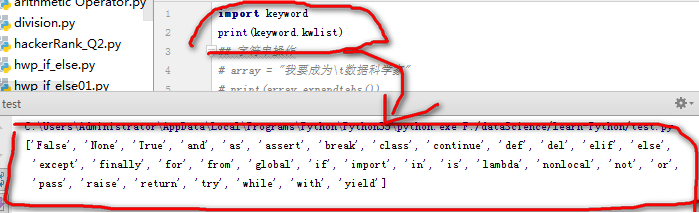 arithmetic Operator.py
division.py
hackerRank_Q2.py
hwp_if_else.py
hwp_if_else01.py
1 import keyword
2 print(keyword.kwlist)
3 ## 字符串操作
4 # array = "我要成为\t数据科学家"
5 # print(array.expandtabs())
test
C:\Users\Administrator\AppData\Local\Programs\Python\Python35\python.exe F:/dataScience/learn-Python/test.py
['False', 'None', 'True', 'and', 'as', 'assert', 'break', 'class', 'continue', 'def', 'del', 'elif', 'else',
'except', 'finally', 'for', 'from', 'global', 'if', 'import', 'in', 'is', 'lambda', 'nonlocal', 'not', 'or',
'pass', 'raise', 'return', 'try', 'while', 'with', 'yield']